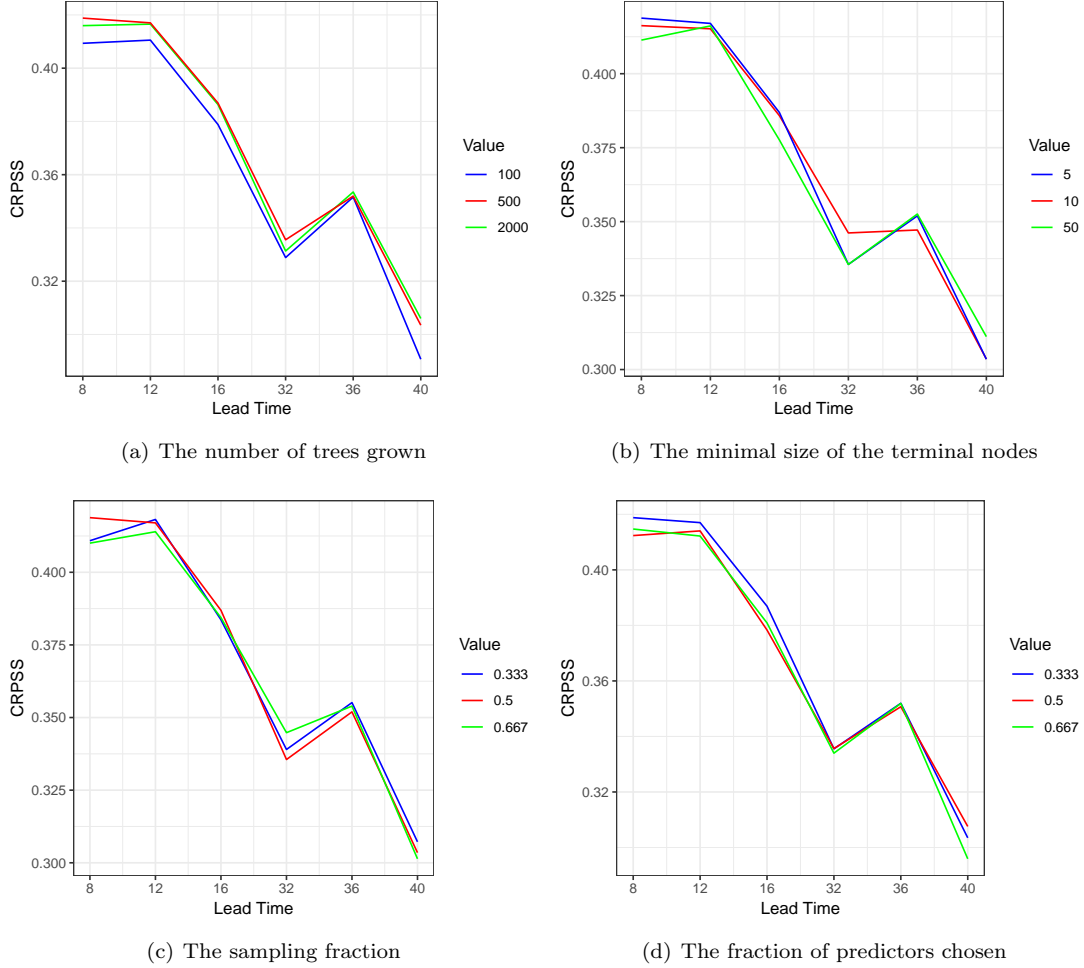 0.40
0.36
0.32
CRPSS
8 12 16 32 36 40
Lead Time
Value
100
500
2000
(a) The number of trees grown
0.400
0.375
0.350
0.325
0.300
CRPSS
8 12 16 32 36 40
Lead Time
Value
5
10
50
(b) The minimal size of the terminal nodes
0.400
0.375
0.350
0.325
0.300
CRPSS
8 12 16 32 36 40
Lead Time
Value
0.333
0.5
0.667
(c) The sampling fraction
0.40
0.36
0.32
CRPSS
8 12 16 32 36 40
Lead Time
Value
0.333
0.5
0.667
(d) The fraction of predictors chosen